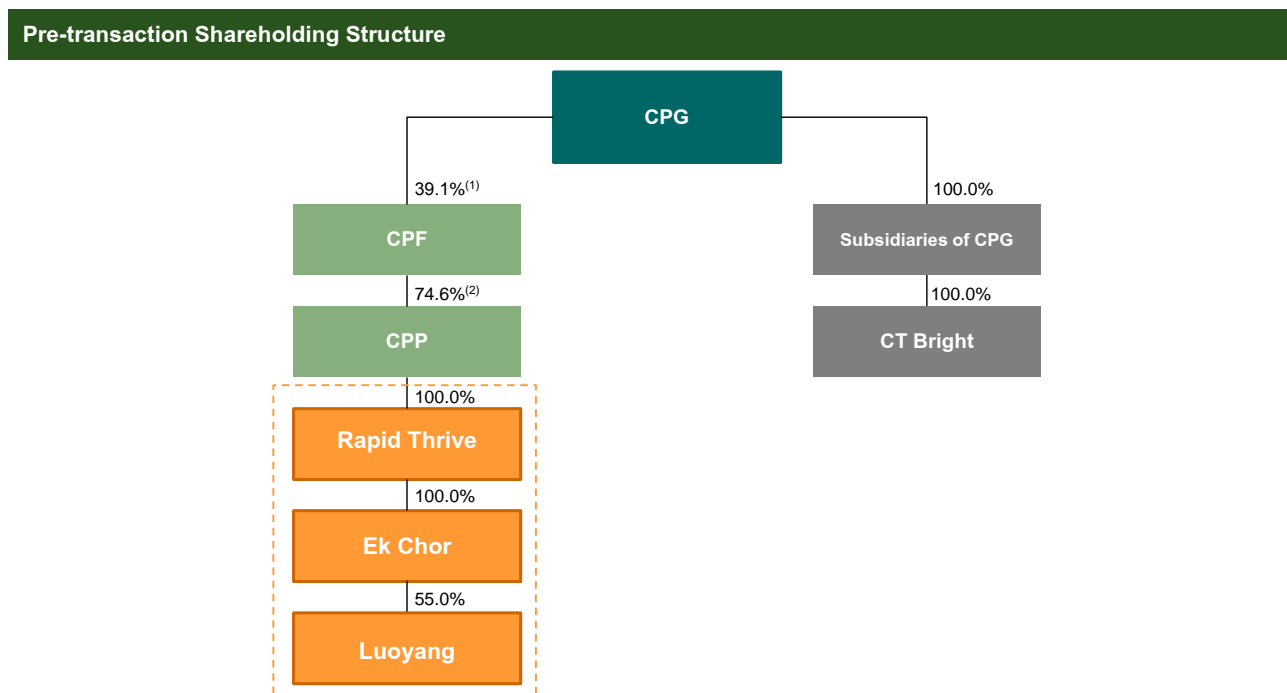 Pre-transaction Shareholding Structure
CPG
39.1%(1)
100.0%
CPF
Subsidiaries of CPG
74.6%(2)
100.0%
CPP
CT Bright
100.0%
Rapid Thrive
100.0%
Ek Chor
55.0%
Luoyang